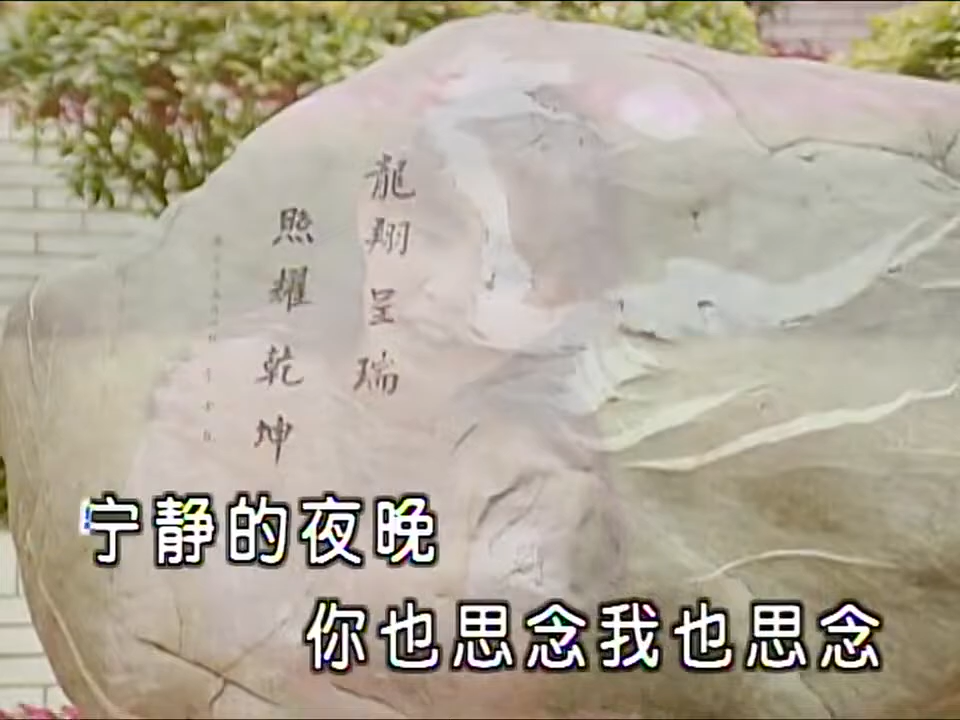 龍翔呈瑞
照耀乾坤
宁静的夜晚
你也思念我也思念